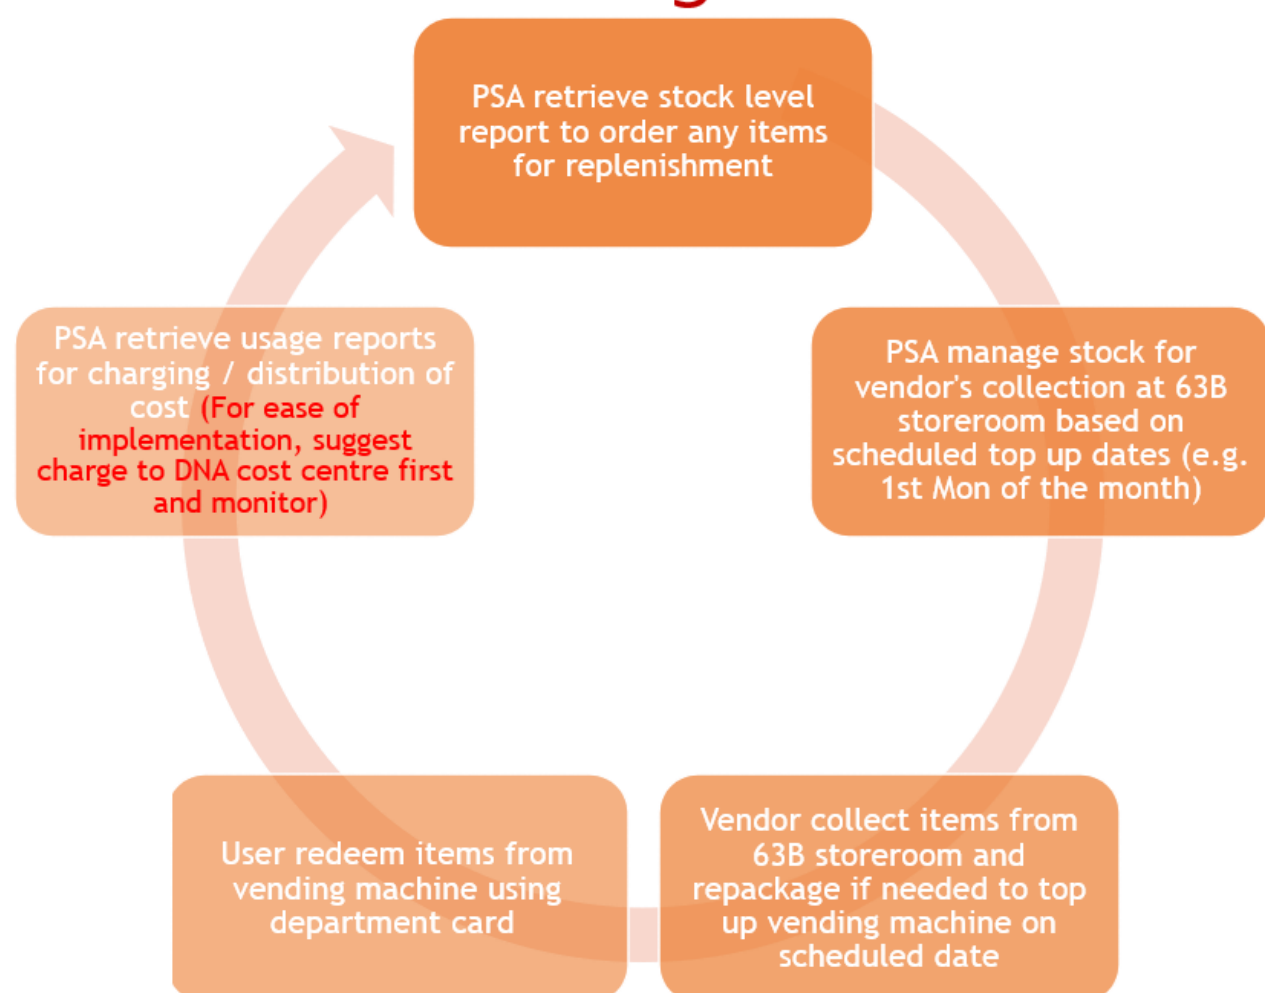 PSA retrieve stock level
report to order any items
for replenishment
PSA manage stock for
vendor's collection at 63B
storeroom based on
scheduled top up dates (e.g.
1st Mon of the month)
Vendor collect items from
63B storeroom and
repackage if needed to top
up vending machine on
scheduled date
User redeem items from
vending machine using
department card
PSA retrieve usage reports
for charging / distribution of
cost (For ease of
implementation, suggest
charge to DNA cost centre first
and monitor)